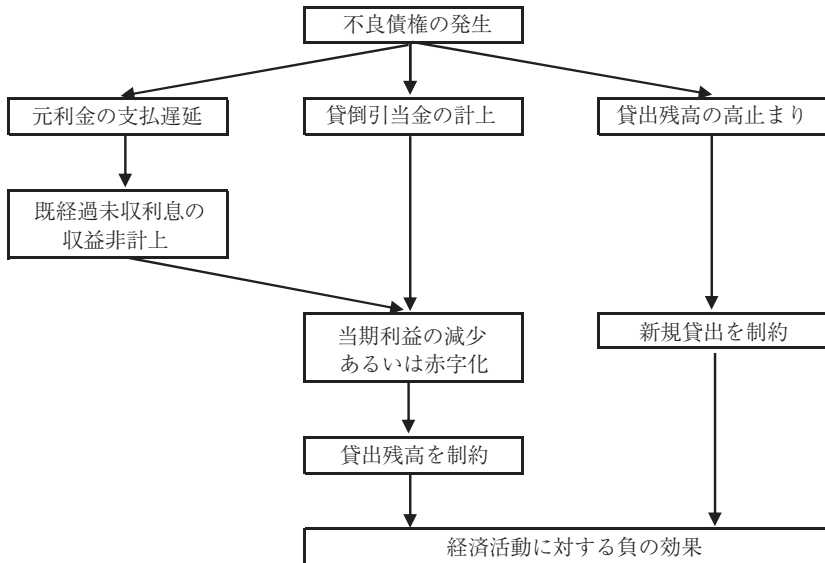 不良債権の発生
元利金の支払遅延
貸倒引当金の計上
貸出残高の高止まり
既経過未収利息の
収益非計上
当期利益の減少
あるいは赤字化
新規貸出を制約
貸出残高を制約
経済活動に対する負の効果